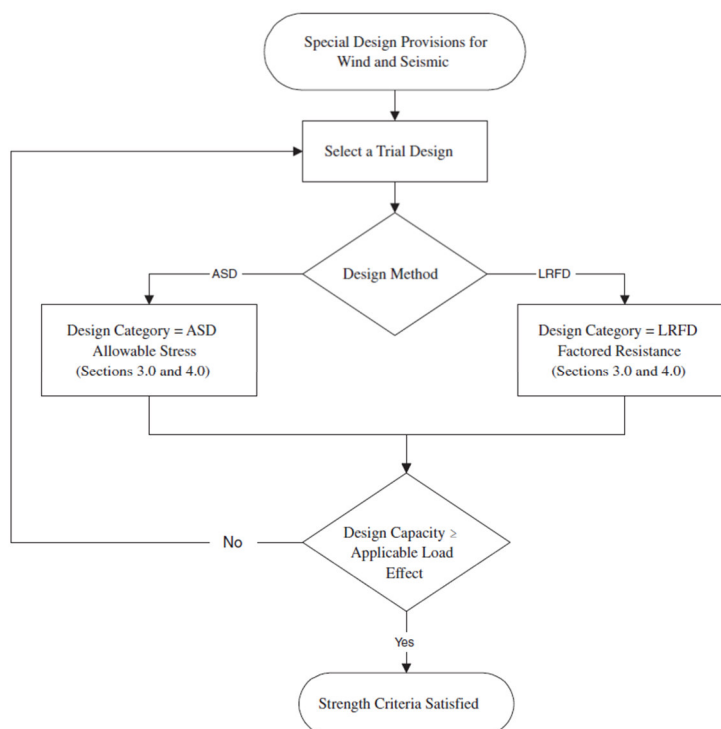 Special Design Provisions for
Wind and Seismic
Select a Trial Design
Design Method
ASD
LRFD
Design Category = ASD
Allowable Stress
(Sections 3.0 and 4.0)
Design Category = LRFD
Factored Resistance
(Sections 3.0 and 4.0)
Design Capacity ≥
Applicable Load
Effect
No
Yes
Strength Criteria Satisfied